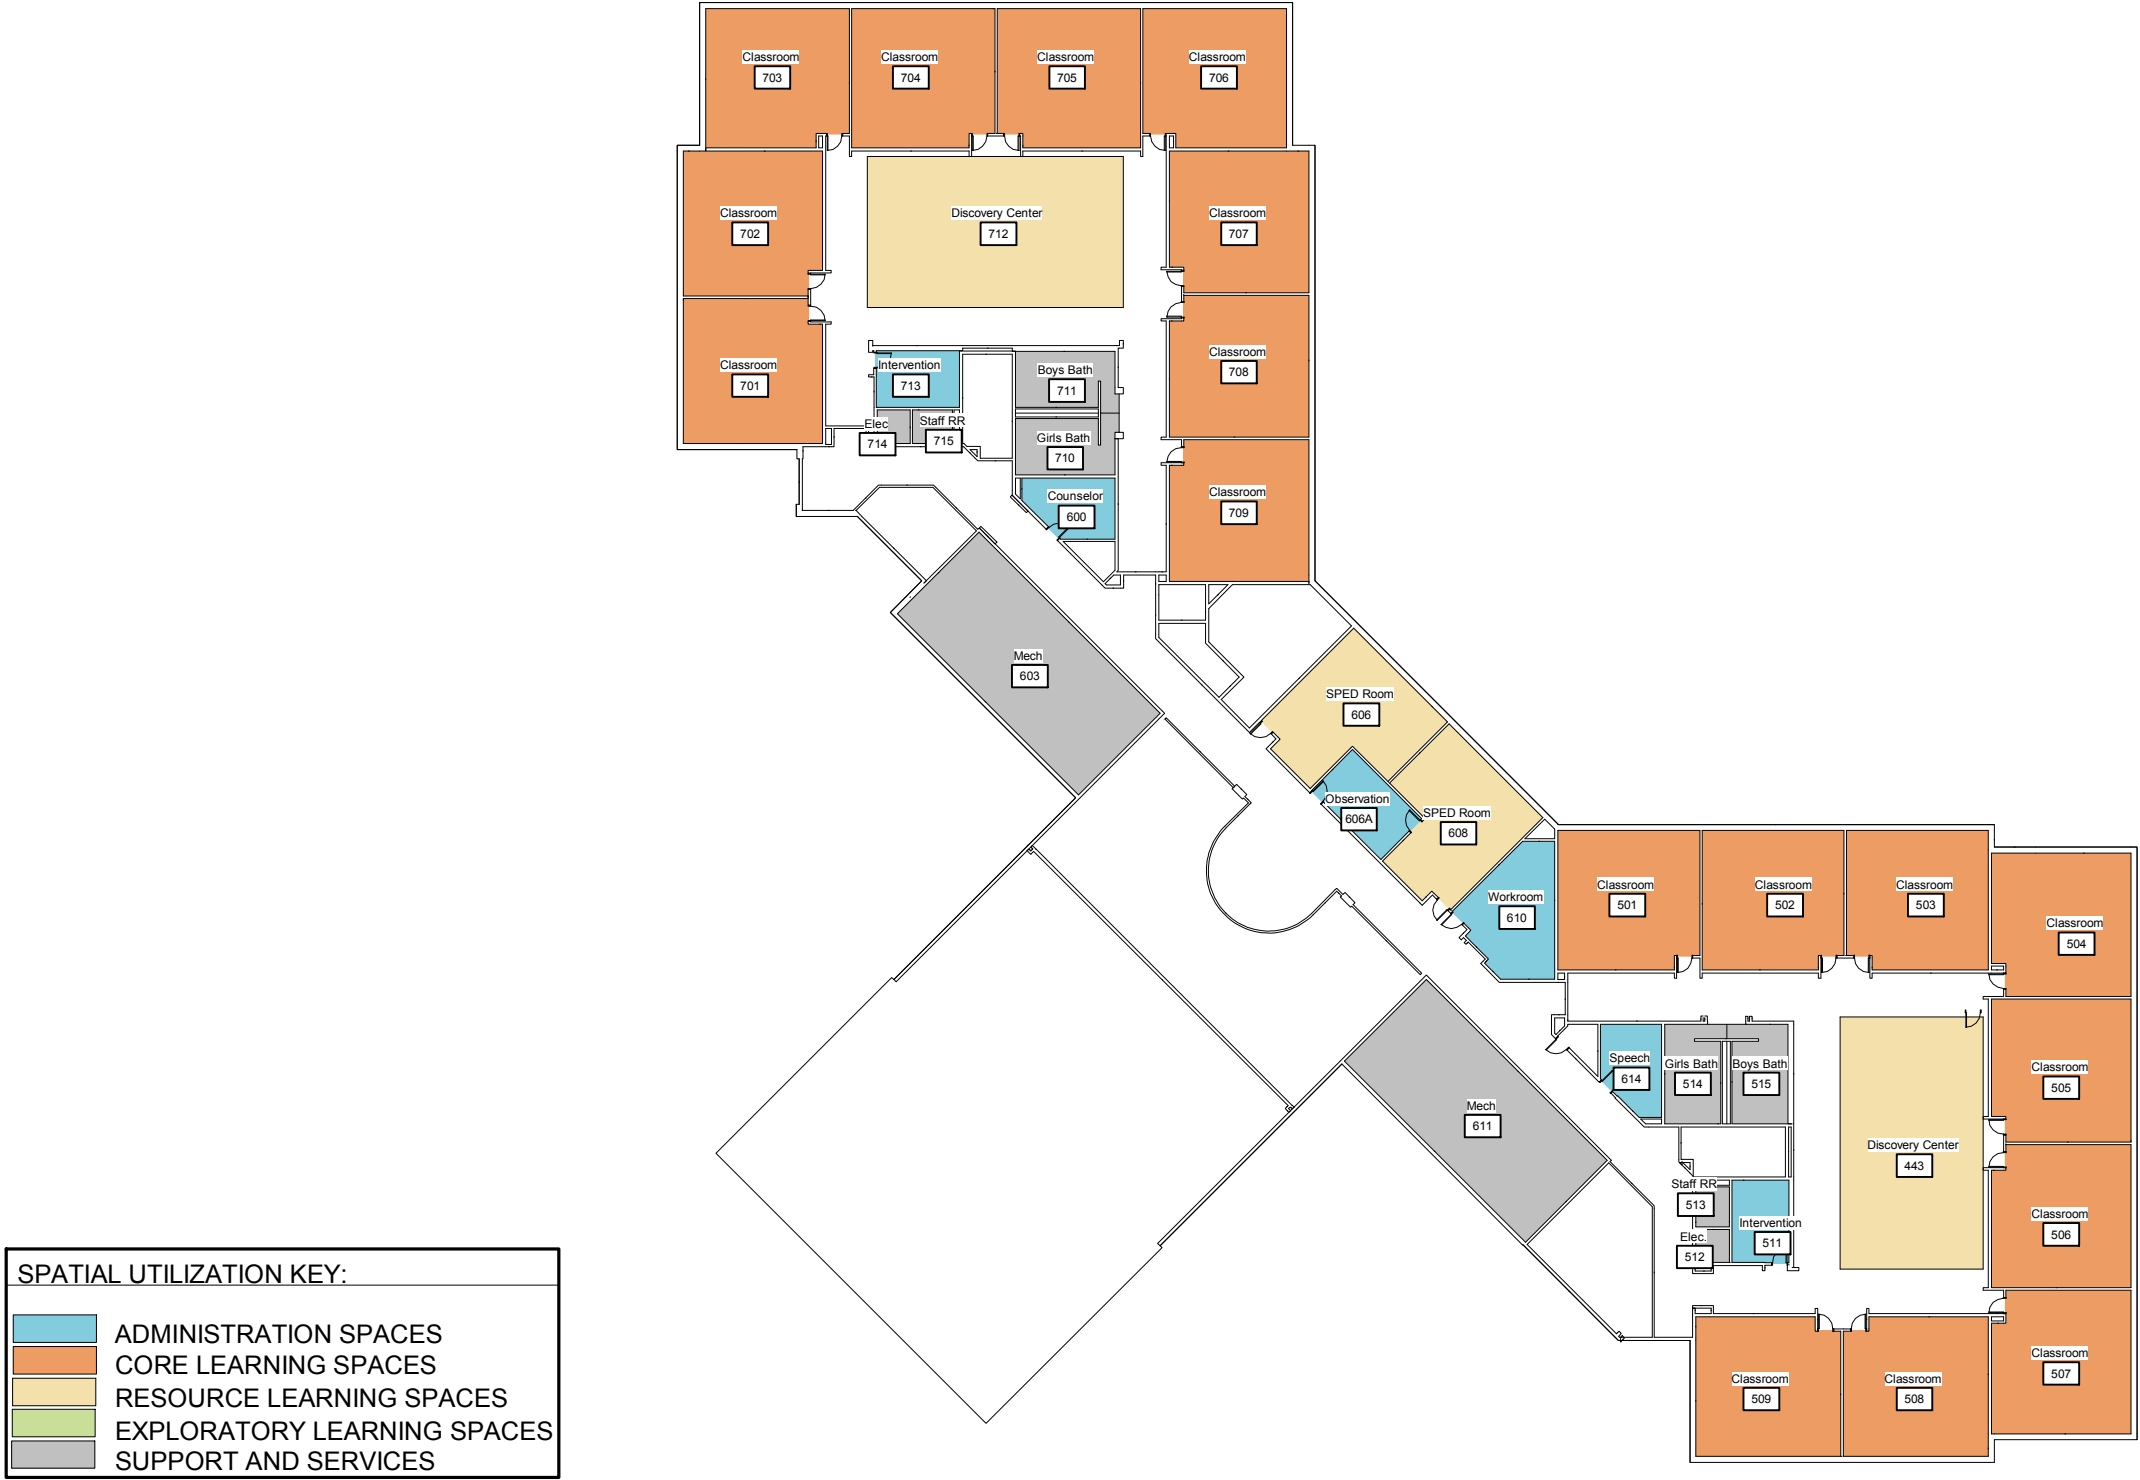 Classroom
703
Classroom
704
Classroom
705
Classroom
706
Classroom
702
Discovery Center
712
Classroom
707
Classroom
701
Intervention
713
Boys Bath
711
Classroom
708
Elec
714
Staff RR
715
Girls Bath
710
Counselor
600
Classroom
709
Mech
603
SPED Room
606
Observation
606A
SPED Room
608
Workroom
610
Classroom
501
Classroom
502
Classroom
503
Classroom
504
Speech
614
Girls Bath
514
Boys Bath
515
Classroom
505
Mech
611
Discovery Center
443
Staff RR
513
Intervention
511
Elec.
512
Classroom
506
Classroom
507
Classroom
509
Classroom
508
SPATIAL UTILIZATION KEY:
ADMINISTRATION SPACES
CORE LEARNING SPACES
RESOURCE LEARNING SPACES
EXPLORATORY LEARNING SPACES
SUPPORT AND SERVICES